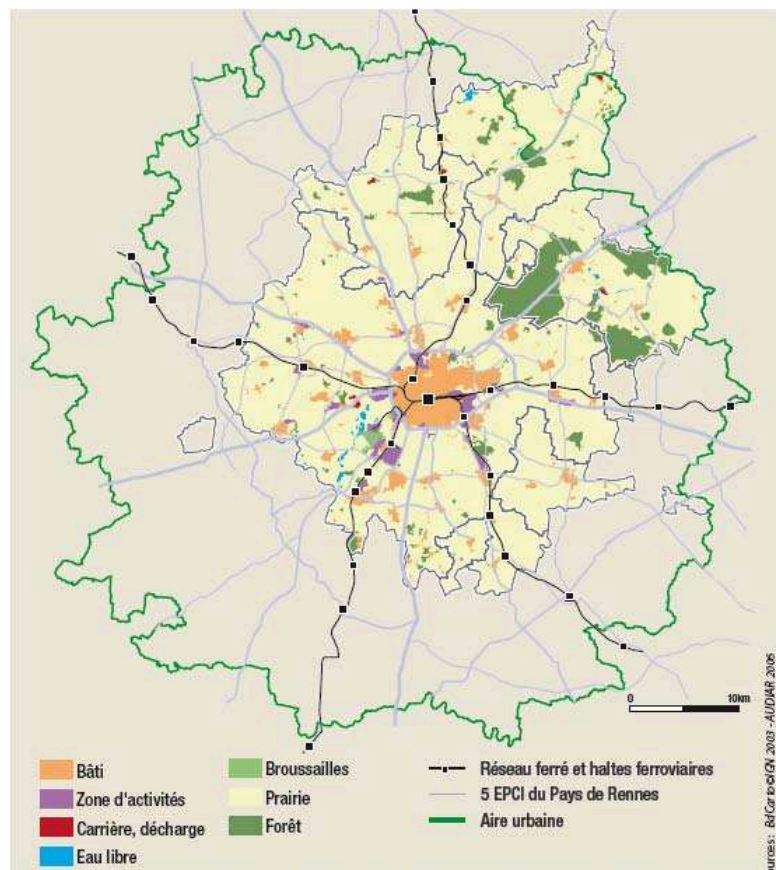 0 10km
Bâti
Zone d'activités
Carrière, décharge
Eau libre
Broussailles
Prairie
Forêt
Réseau ferré et haltes ferroviaires
5 EPCI du Pays de Rennes
Aire urbaine
BdCarto©IGN 2003 - AUDIAR 2005